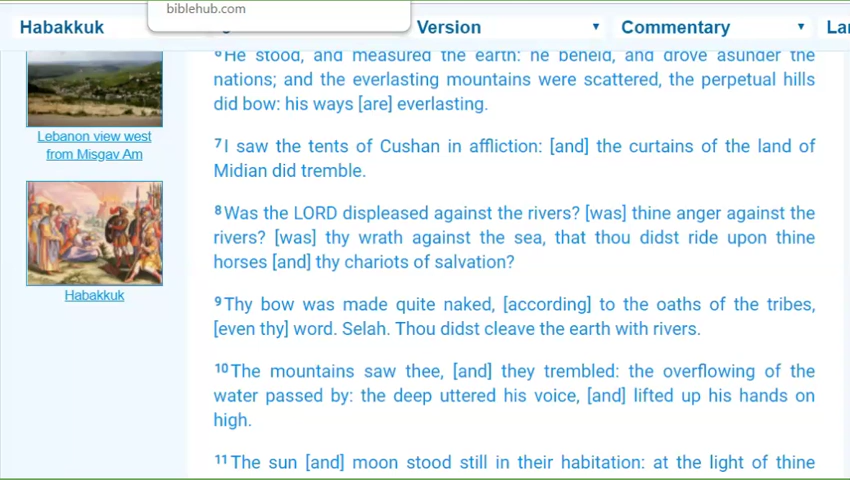 biblehub.com
Habakkuk
Version ▼ Commentary ▼ Lan
6He stood, and measured the earth: he beheld, and drove asunder the
nations; and the everlasting mountains were scattered, the perpetual hills
did bow: his ways [are] everlasting.
Lebanon view west
from Misgav Am
7I saw the tents of Cushan in affliction: [and] the curtains of the land of
Midian did tremble.
8Was the LORD displeased against the rivers? [was] thine anger against the
rivers? [was] thy wrath against the sea, that thou didst ride upon thine
horses [and] thy chariots of salvation?
Habakkuk
9Thy bow was made quite naked, [according] to the oaths of the tribes,
[even thy] word. Selah. Thou didst cleave the earth with rivers.
10The mountains saw thee, [and] they trembled: the overflowing of the
water passed by: the deep uttered his voice, [and] lifted up his hands on
high.
11The sun [and] moon stood still in their habitation: at the light of thine